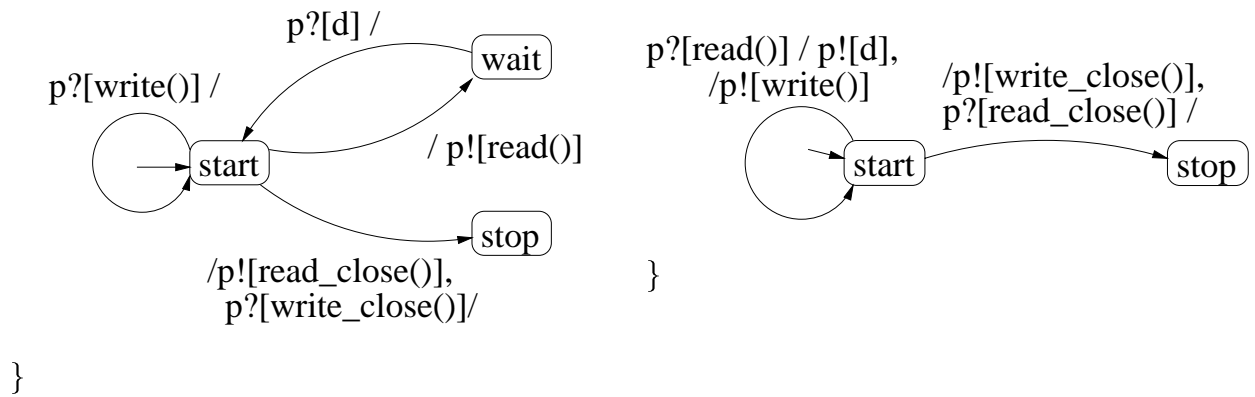 p?[d] /
wait
p?[write()] /
/ p![read()]
start
stop
/p![read_close()],
p?[write_close()]/
}
p?[read()] / p![d],
/p![write()]
/p![write_close()],
p?[read_close()] /
start
stop
}